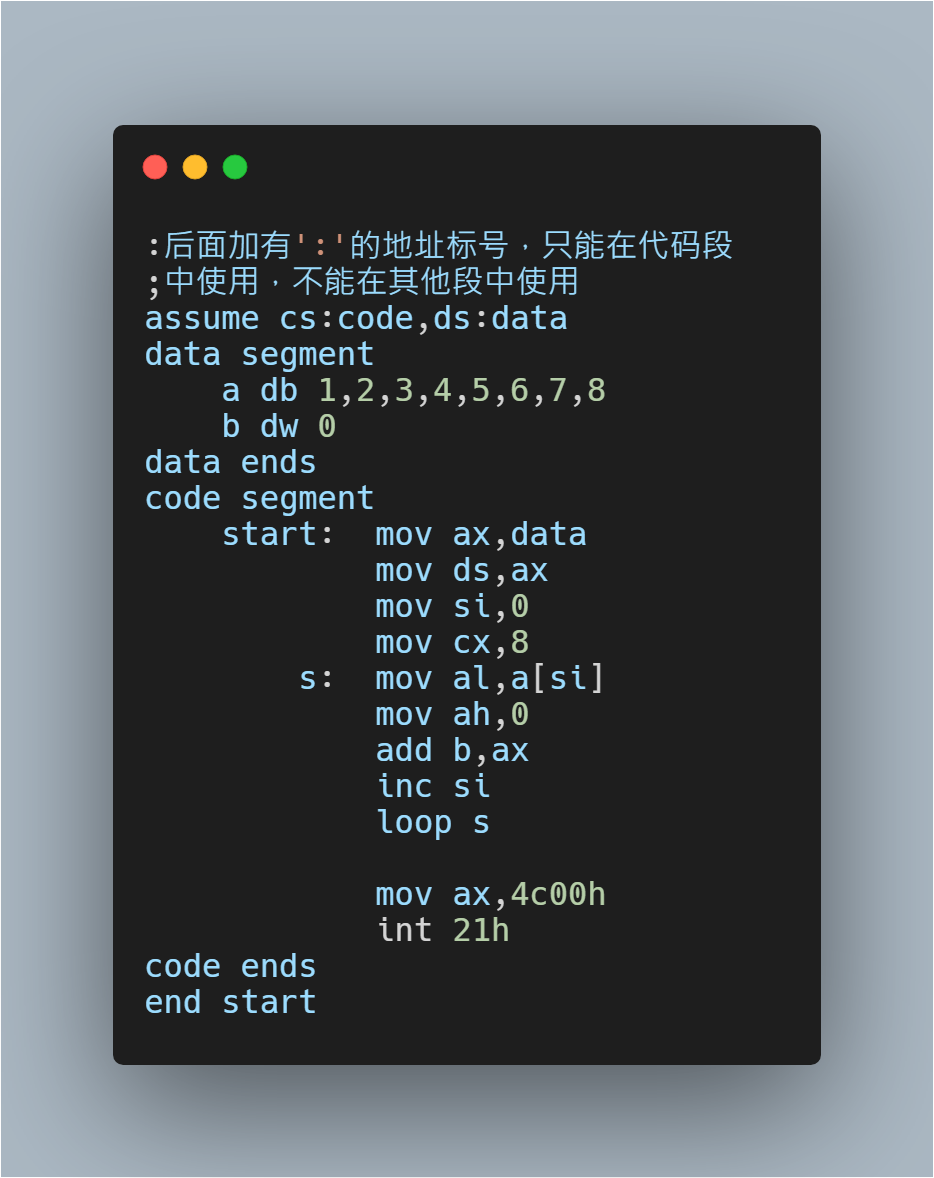 :后面加有':'的地址标号，只能在代码段
;中使用，不能在其他段中使用
assume cs:code,ds:data
data segment
    a db 1,2,3,4,5,6,7,8
    b dw 0
data ends
code segment
    start:  mov ax,data
            mov ds,ax
            mov si,0
            mov cx,8
        s:  mov al,a[si]
            mov ah,0
            add b,ax
            inc si
            loop s

            mov ax,4c00h
            int 21h
code ends
end start